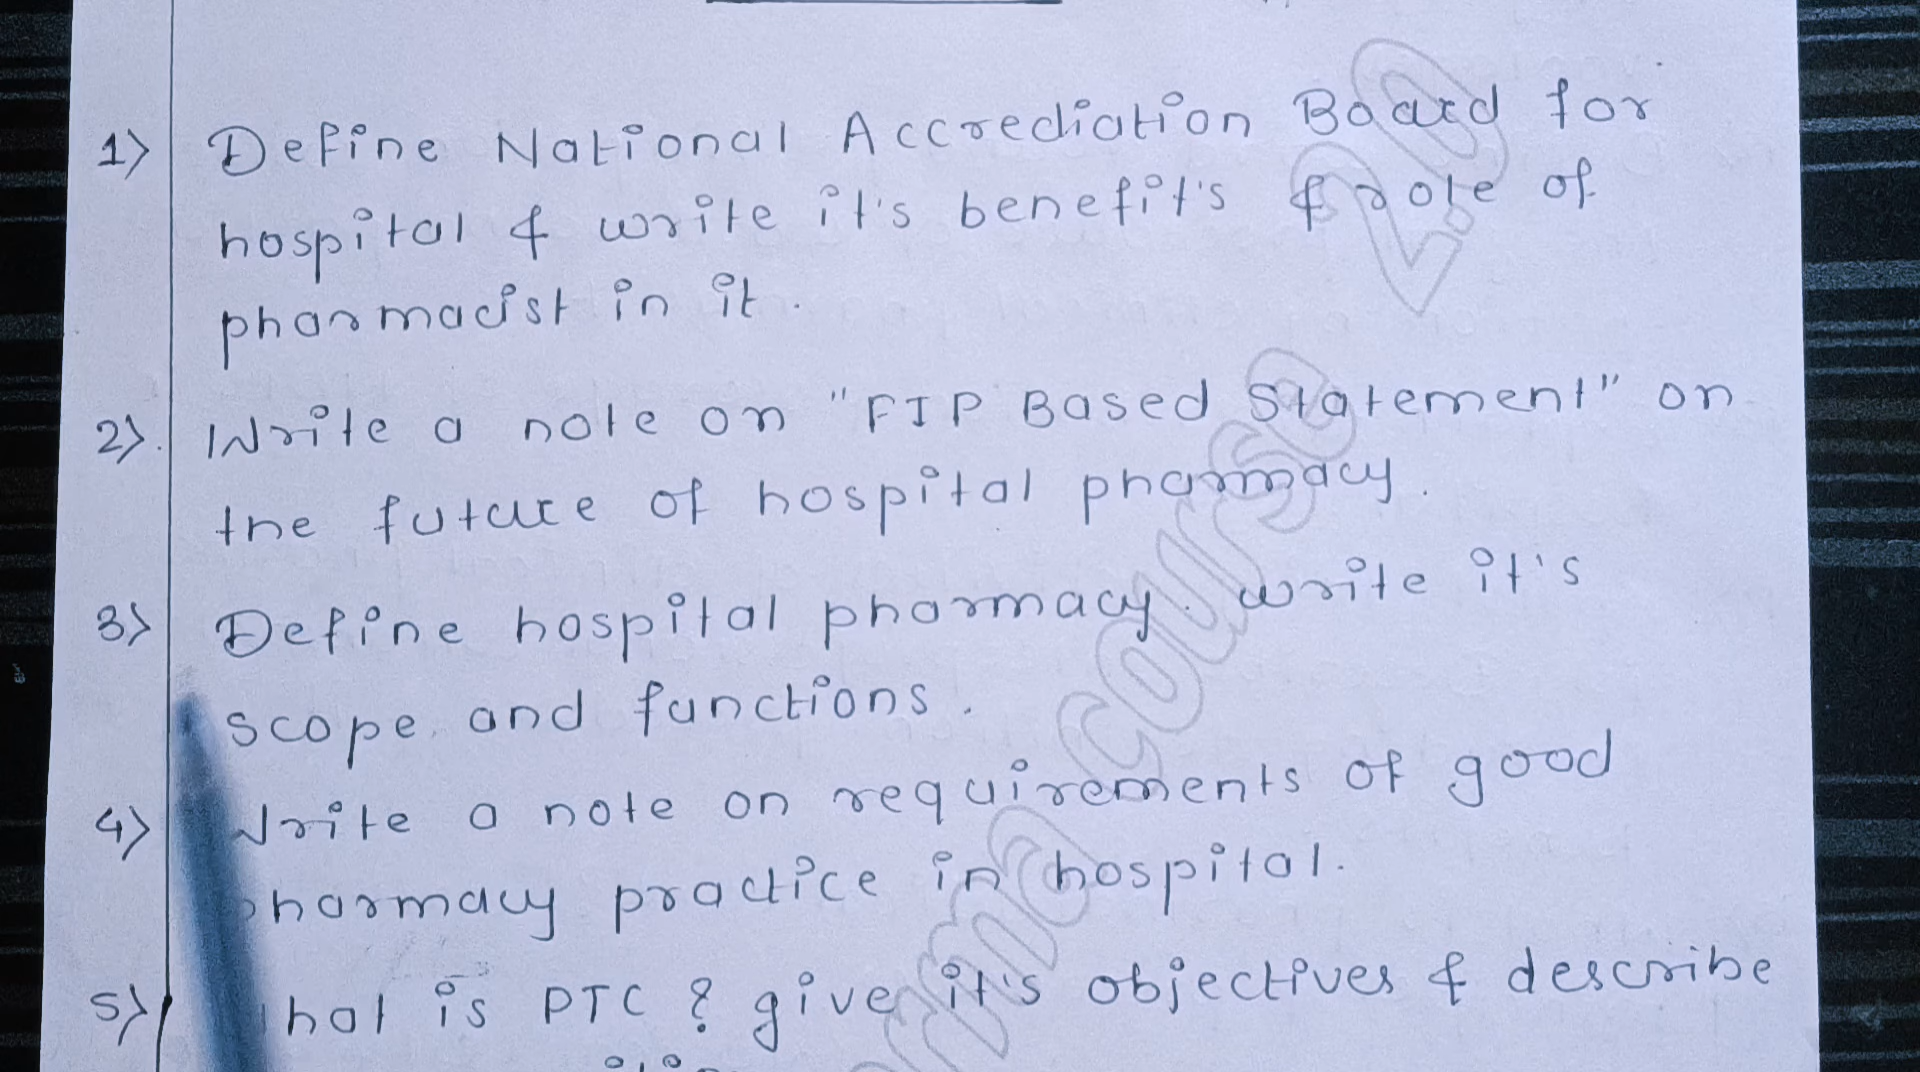 1) Define National Accrediation Board for
hospital & write it's benefit's & role of
pharmacist in it.
2). Write a note on "FIP Based Statement" on
the future of hospital pharmacy.
3) Define hospital pharmacy. write it's
scope and functions.
4) Write a note on requirements of good
pharmacy practice in hospital.
5) What is PTC? give it's objectives & describe